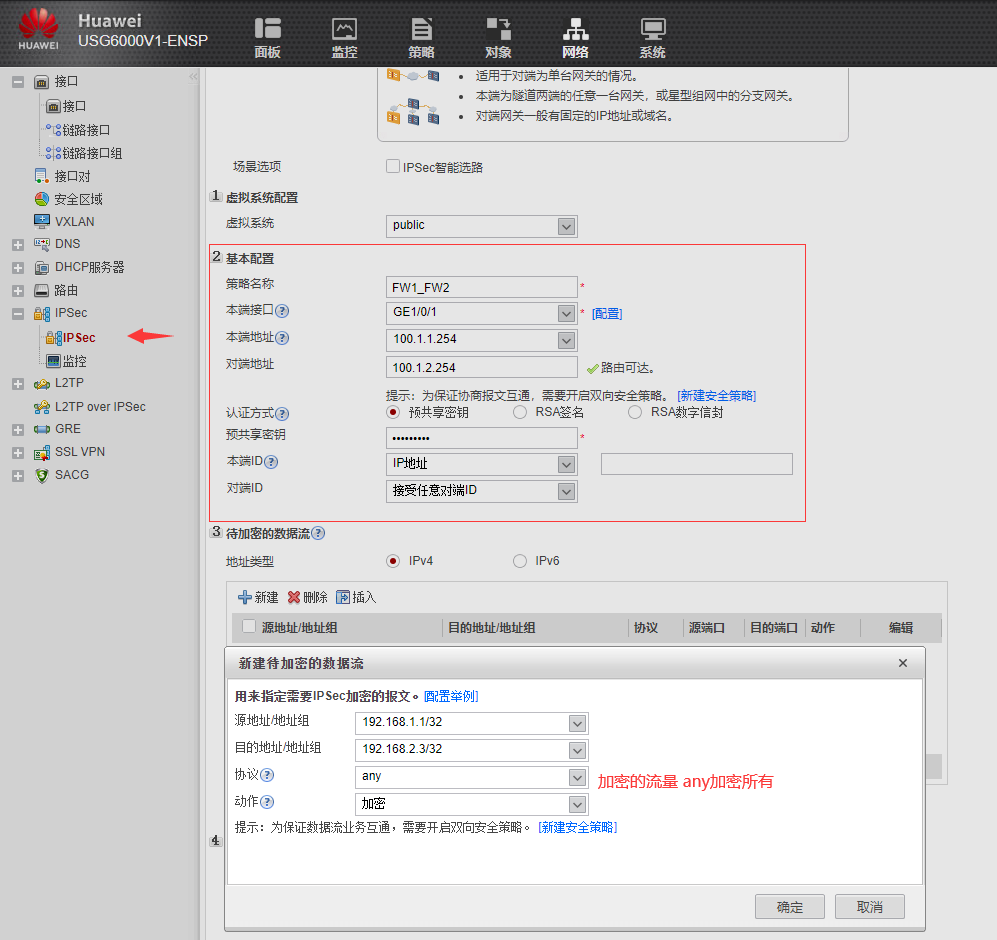 Huawei
USG6000V1-ENSP
HUAWEI
面板 监控 策略 对象 网络 系统
接口
接口
链路接口
链路接口组
接口对
安全区域
VXLAN
DNS
DHCP服务器
路由
IPSec
IPSec
监控
L2TP
L2TP over IPSec
GRE
SSL VPN
SACG
• 适用于对端为单台网关的情况。
• 本端为隧道两端的任意一台网关，或星型组网中的分支网关。
• 对端网关一般有固定的IP地址或域名。
场景选项 IPSec智能选路
1 虚拟系统配置
虚拟系统 public
2 基本配置
策略名称 FW1_FW2 *
本端接口 GE1/0/1 * [配置]
本端地址 100.1.1.254
对端地址 100.1.2.254 路由可达。
提示：为保证协商报文互通，需要开启双向安全策略。 [新建安全策略]
认证方式 预共享密钥 RSA签名 RSA数字信封
预共享密钥 ••••••••• *
本端ID IP地址
对端ID 接受任意对端ID
3 待加密的数据流
地址类型 IPv4 IPv6
新建 删除 插入
源地址/地址组 目的地址/地址组 协议 源端口 目的端口 动作 编辑
新建待加密的数据流 ×
用来指定需要IPSec加密的报文。[配置举例]
源地址/地址组 192.168.1.1/32
目的地址/地址组 192.168.2.3/32
协议 any
加密的流量 any加密所有
动作 加密
提示：为保证数据流业务互通，需要开启双向安全策略。 [新建安全策略]
4
确定 取消